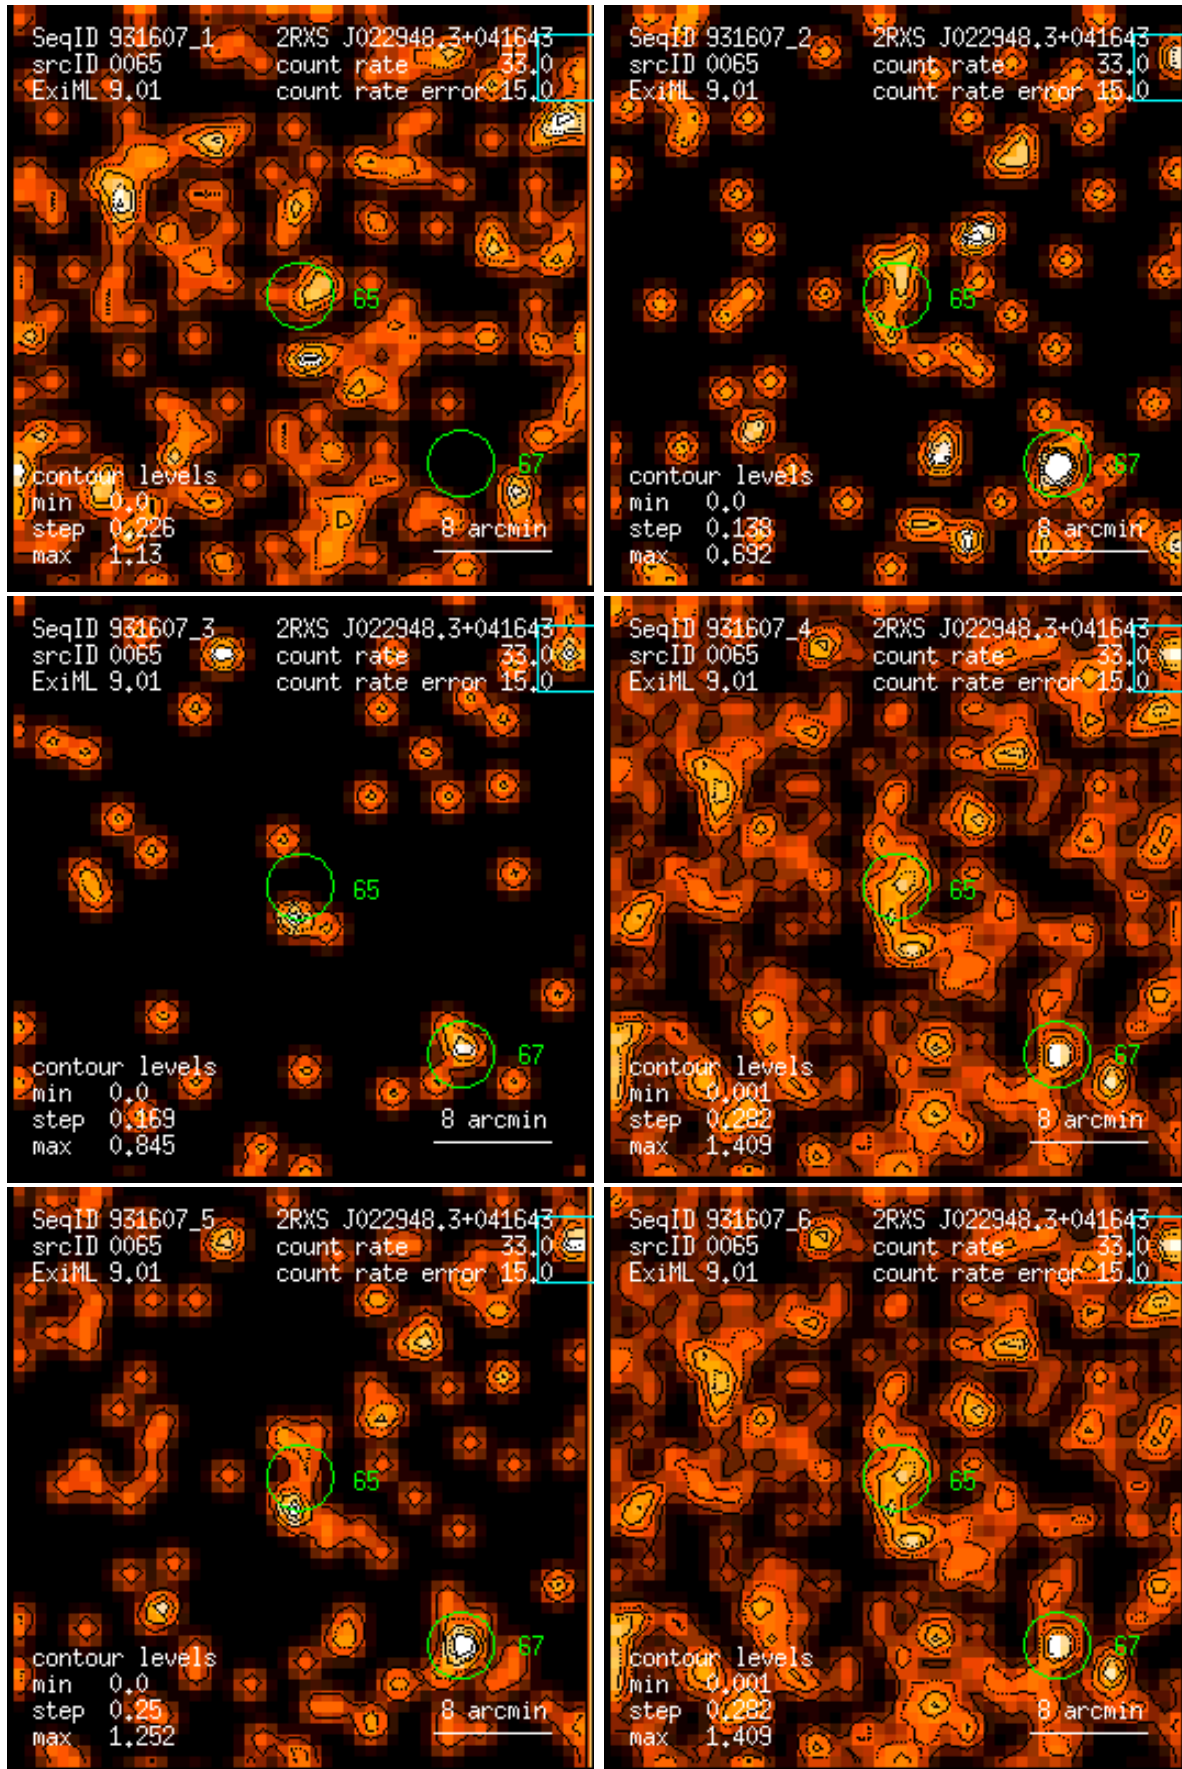 SeqID 931607_1 2RXS J022948.3+041643
srcID 0065 count rate 33.0
ExiML 9.01 count rate error 15.0
65
67
contour levels
min 0.0
step 0.226 8 arcmin
max 1.13
SeqID 931607_2 2RXS J022948.3+041643
srcID 0065 count rate 33.0
ExiML 9.01 count rate error 15.0
65
67
contour levels
min 0.0
step 0.138 8 arcmin
max 0.692
SeqID 931607_3 2RXS J022948.3+041643
srcID 0065 count rate 33.0
ExiML 9.01 count rate error 15.0
65
67
contour levels
min 0.0
step 0.169 8 arcmin
max 0.845
SeqID 931607_4 2RXS J022948.3+041643
srcID 0065 count rate 33.0
ExiML 9.01 count rate error 15.0
65
67
contour levels
min 0.001
step 0.282 8 arcmin
max 1.409
SeqID 931607_5 2RXS J022948.3+041643
srcID 0065 count rate 33.0
ExiML 9.01 count rate error 15.0
65
67
contour levels
min 0.0
step 0.25 8 arcmin
max 1.252
SeqID 931607_6 2RXS J022948.3+041643
srcID 0065 count rate 33.0
ExiML 9.01 count rate error 15.0
65
67
contour levels
min 0.001
step 0.282 8 arcmin
max 1.409